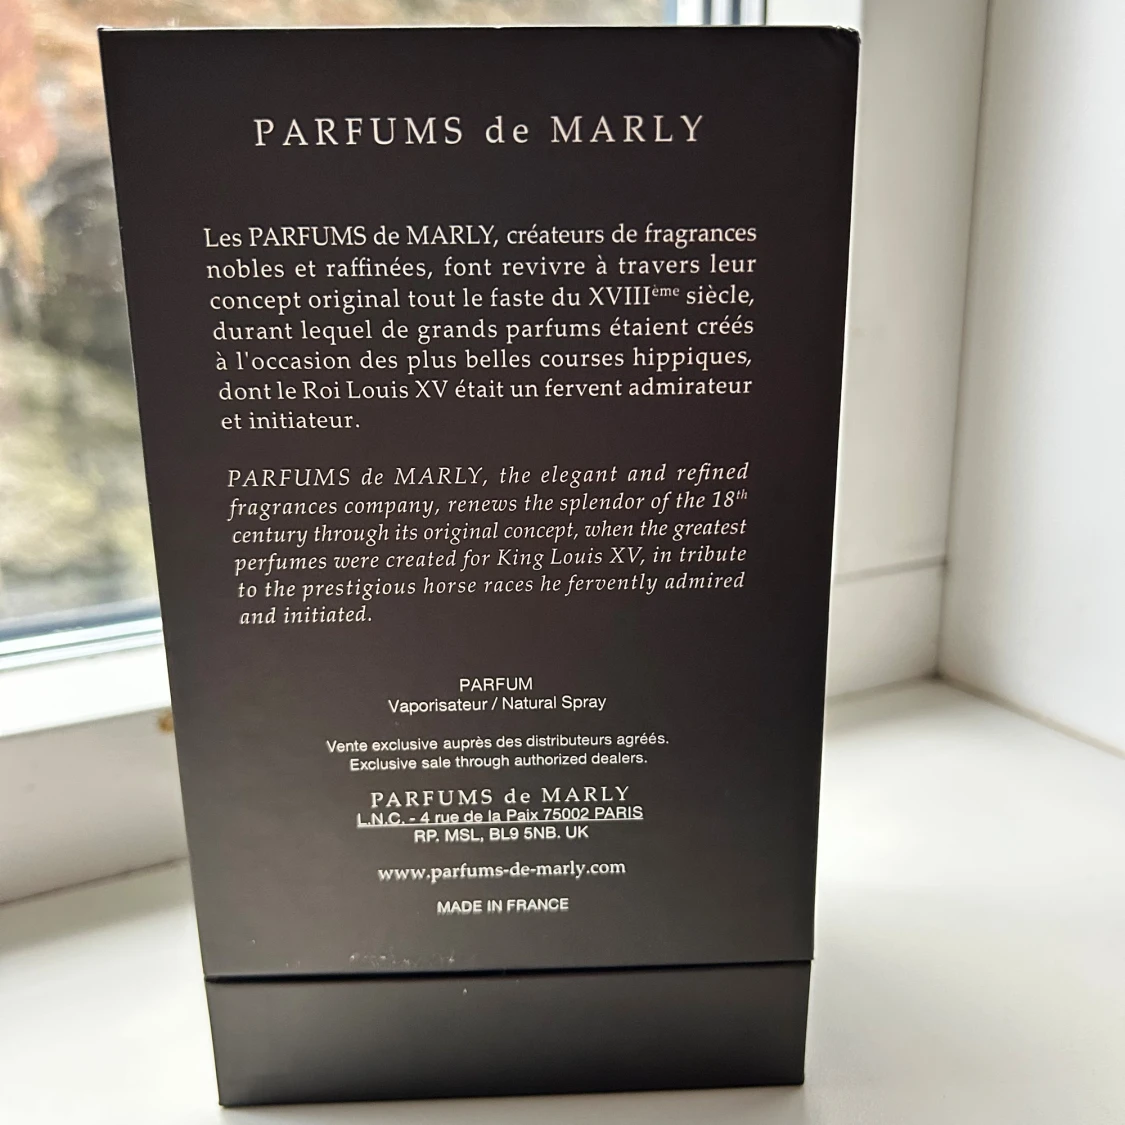 PARFUMS de MARLY
Les PARFUMS de MARLY, créateurs de fragrances
nobles et raffinées, font revivre à travers leur
concept original tout le faste du XVIIIème siècle,
durant lequel de grands parfums étaient créés
à l'occasion des plus belles courses hippiques,
dont le Roi Louis XV était un fervent admirateur
et initiateur.
PARFUMS de MARLY, the elegant and refined
fragrances company, renews the splendor of the 18th
century through its original concept, when the greatest
perfumes were created for King Louis XV, in tribute
to the prestigious horse races he fervently admired
and initiated.
PARFUM
Vaporisateur / Natural Spray
Vente exclusive auprès des distributeurs agréés.
Exclusive sale through authorized dealers.
PARFUMS de MARLY
L.N.C. - 4 rue de la Paix 75002 PARIS
RP. MSL, BL9 5NB. UK
www.parfums-de-marly.com
MADE IN FRANCE